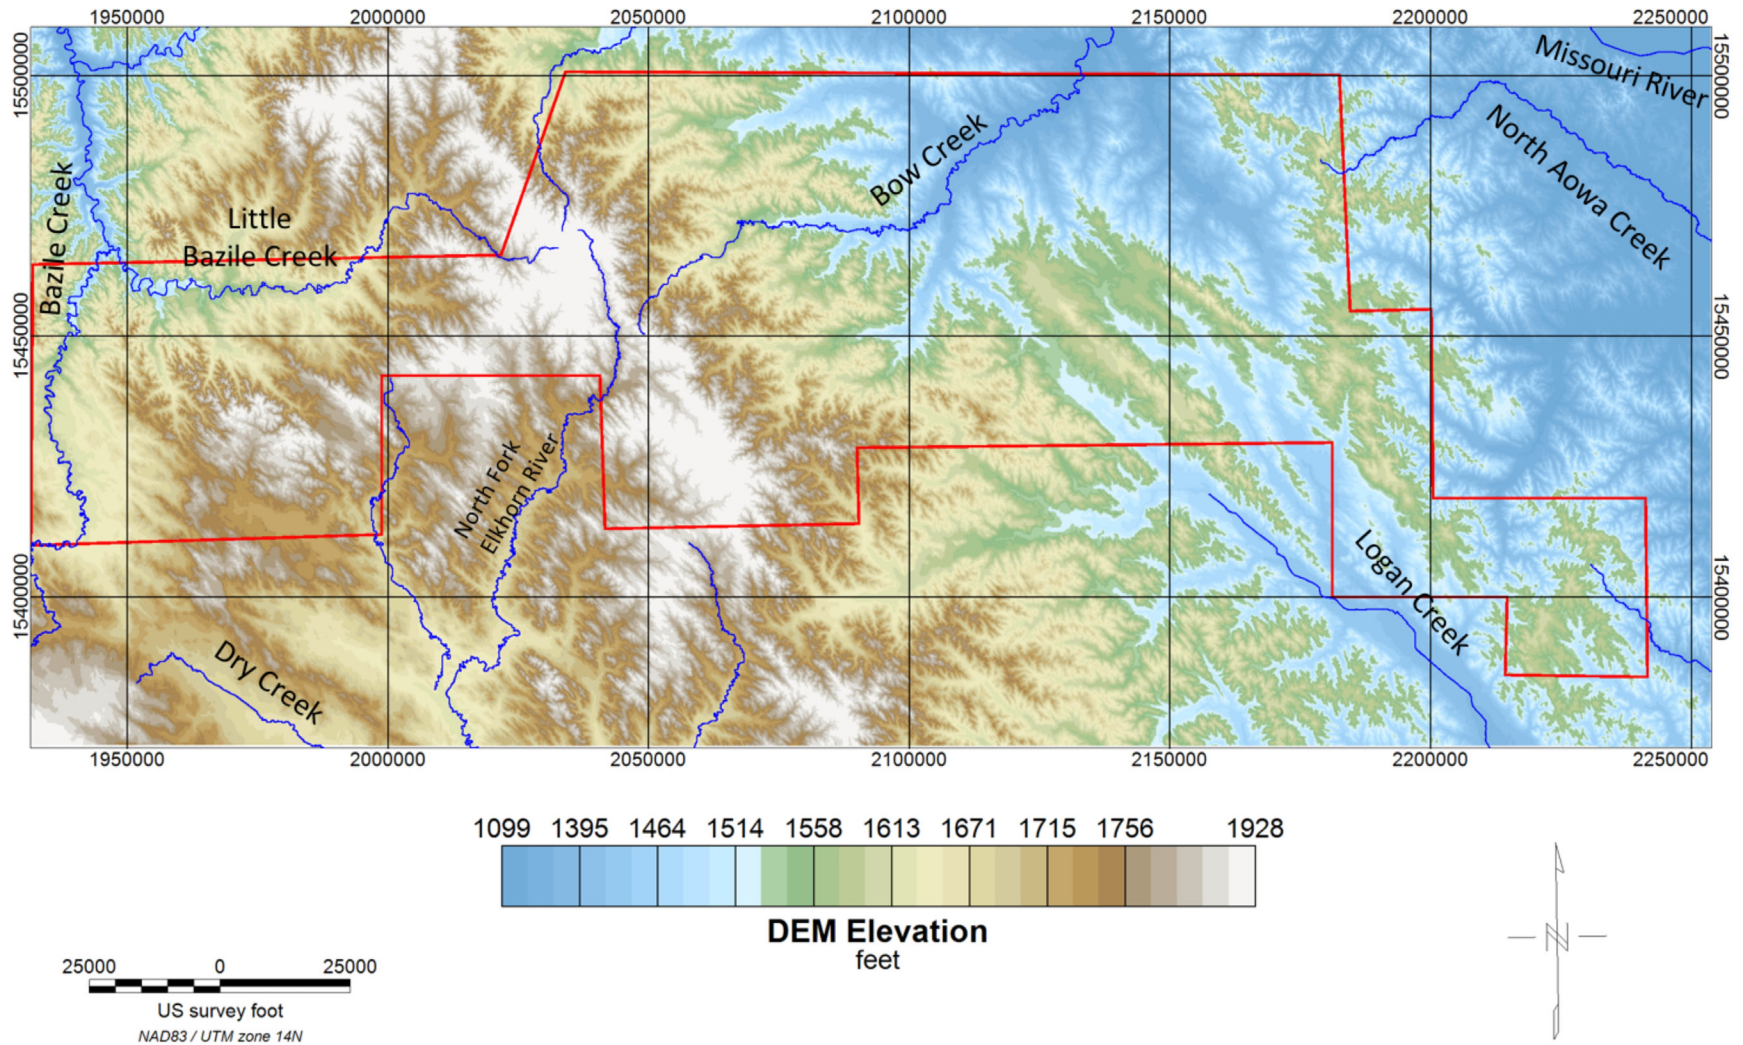 1950000 2000000 2050000 2100000 2150000 2200000 2250000
15500000
15500000
Missouri River
North Aowa Creek
Bow Creek
Bazile Creek
Little
Bazile Creek
15450000
15450000
North Fork
Elkhorn River
Logan Creek
15400000
15400000
Dry Creek
1950000 2000000 2050000 2100000 2150000 2200000 2250000
1099 1395 1464 1514 1558 1613 1671 1715 1756 1928
DEM Elevation
feet
25000 0 25000
US survey foot
NAD83 / UTM zone 14N
N